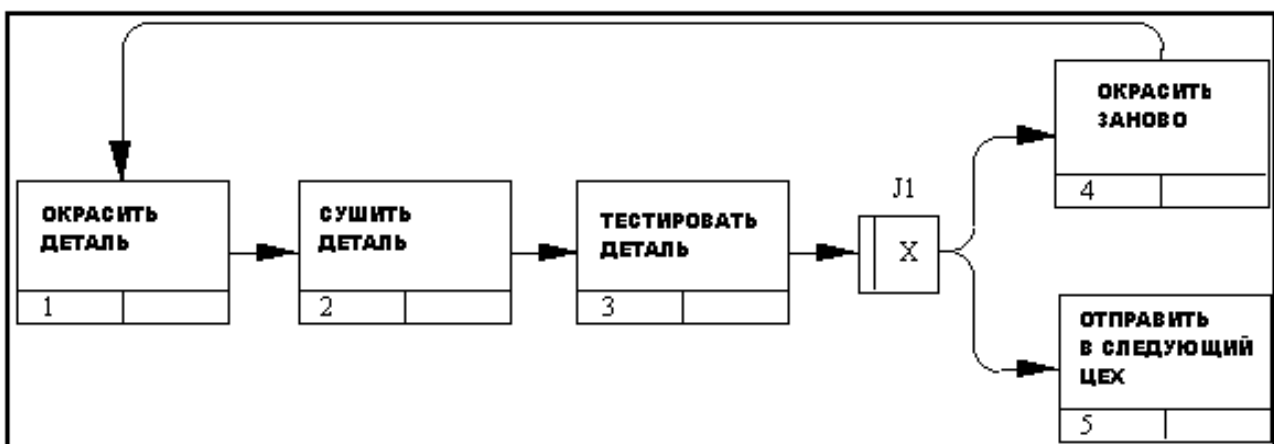 ОКРАСИТЬ
ЗАНОВО
4
J1
ОКРАСИТЬ
ДЕТАЛЬ
1
СУШИТЬ
ДЕТАЛЬ
2
ТЕСТИРОВАТЬ
ДЕТАЛЬ
3
X
ОТПРАВИТЬ
В СЛЕДУЮЩИЙ
ЦЕХ
5